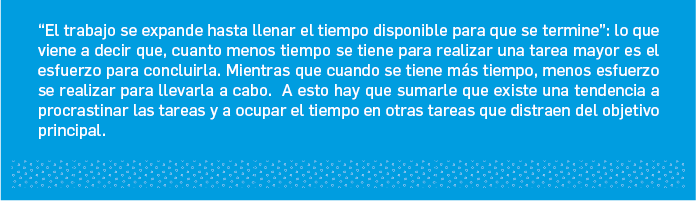 “El trabajo se expande hasta llenar el tiempo disponible para que se termine”: lo que
viene a decir que, cuanto menos tiempo se tiene para realizar una tarea mayor es el
esfuerzo para concluirla. Mientras que cuando se tiene más tiempo, menos esfuerzo
se realizar para llevarla a cabo.  A esto hay que sumarle que existe una tendencia a
procrastinar las tareas y a ocupar el tiempo en otras tareas que distraen del objetivo
principal.